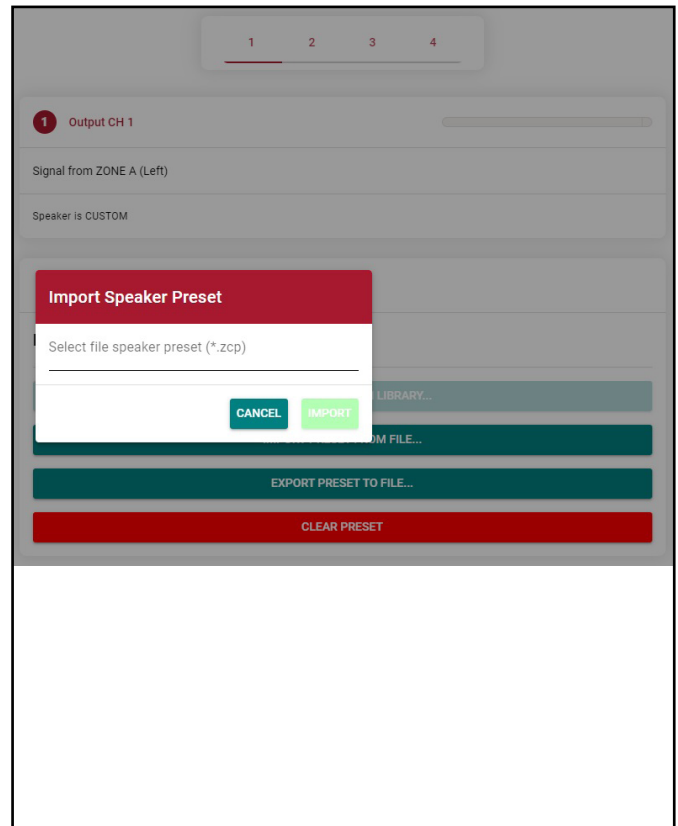 1 2 3 4
1 Output CH 1
Signal from ZONE A (Left)
Speaker is CUSTOM
Import Speaker Preset
Select file speaker preset (*.zcp)
LIBRARY...
CANCEL IMPORT
FILE...
EXPORT PRESET TO FILE...
CLEAR PRESET